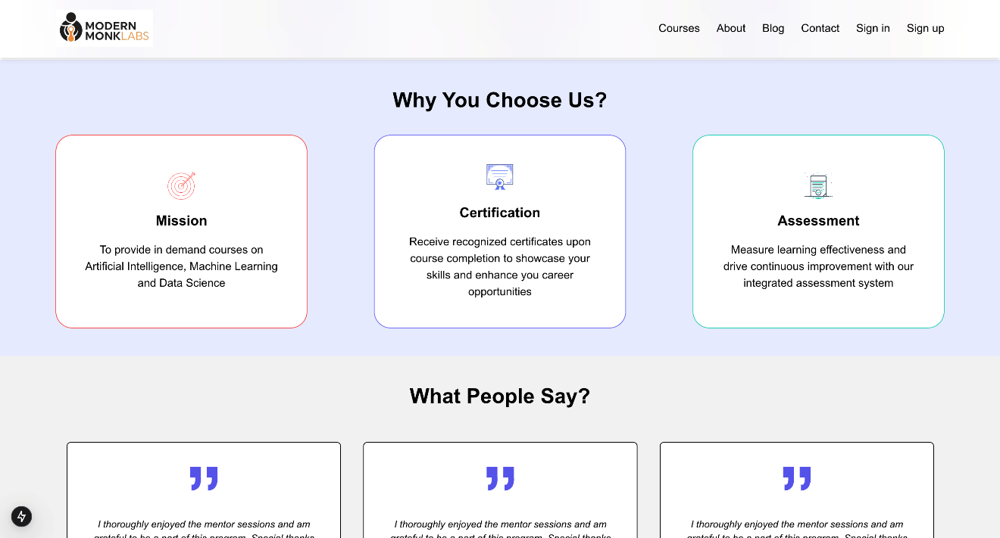 MODERN
MONKLABS
Courses About Blog Contact Sign in Sign up
Why You Choose Us?
Mission
To provide in demand courses on
Artificial Intelligence, Machine Learning
and Data Science
Certification
Receive recognized certificates upon
course completion to showcase your
skills and enhance you career
opportunities
Assessment
Measure learning effectiveness and
drive continuous improvement with our
integrated assessment system
What People Say?
I thoroughly enjoyed the mentor sessions and am
grateful to be a part of this program. Special thanks
I thoroughly enjoyed the mentor sessions and am
grateful to be a part of this program. Special thanks
I thoroughly enjoyed the mentor sessions and am
grateful to be a part of this program. Special thanks